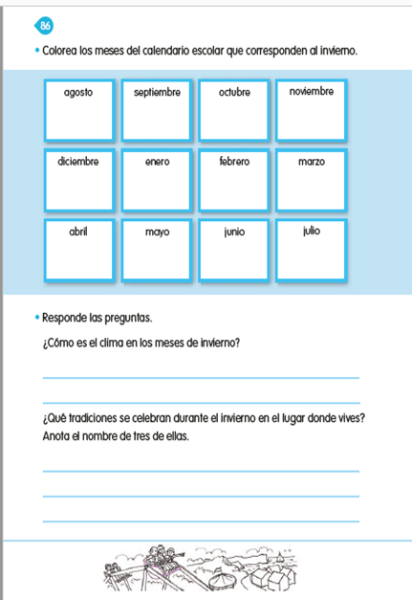 86
• Colorea los meses del calendario escolar que corresponden al invierno.
agosto septiembre octubre noviembre
diciembre enero febrero marzo
abril mayo junio julio
• Responde las preguntas.
¿Cómo es el clima en los meses de invierno?
¿Qué tradiciones se celebran durante el invierno en el lugar donde vives?
Anota el nombre de tres de ellas.